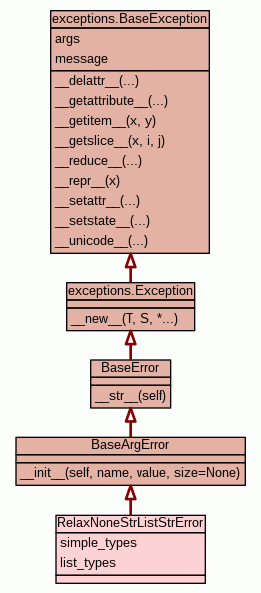 exceptions.BaseException
args
message
__delattr__(...)
__getattribute__(...)
__getitem__(x, y)
__getslice__(x, i, j)
__reduce__(...)
__repr__(x)
__setattr__(...)
__setstate__(...)
__unicode__(...)
exceptions.Exception
__new__(T, S, *...)
BaseError
__str__(self)
BaseArgError
__init__(self, name, value, size=None)
RelaxNoneStrListStrError
simple_types
list_types